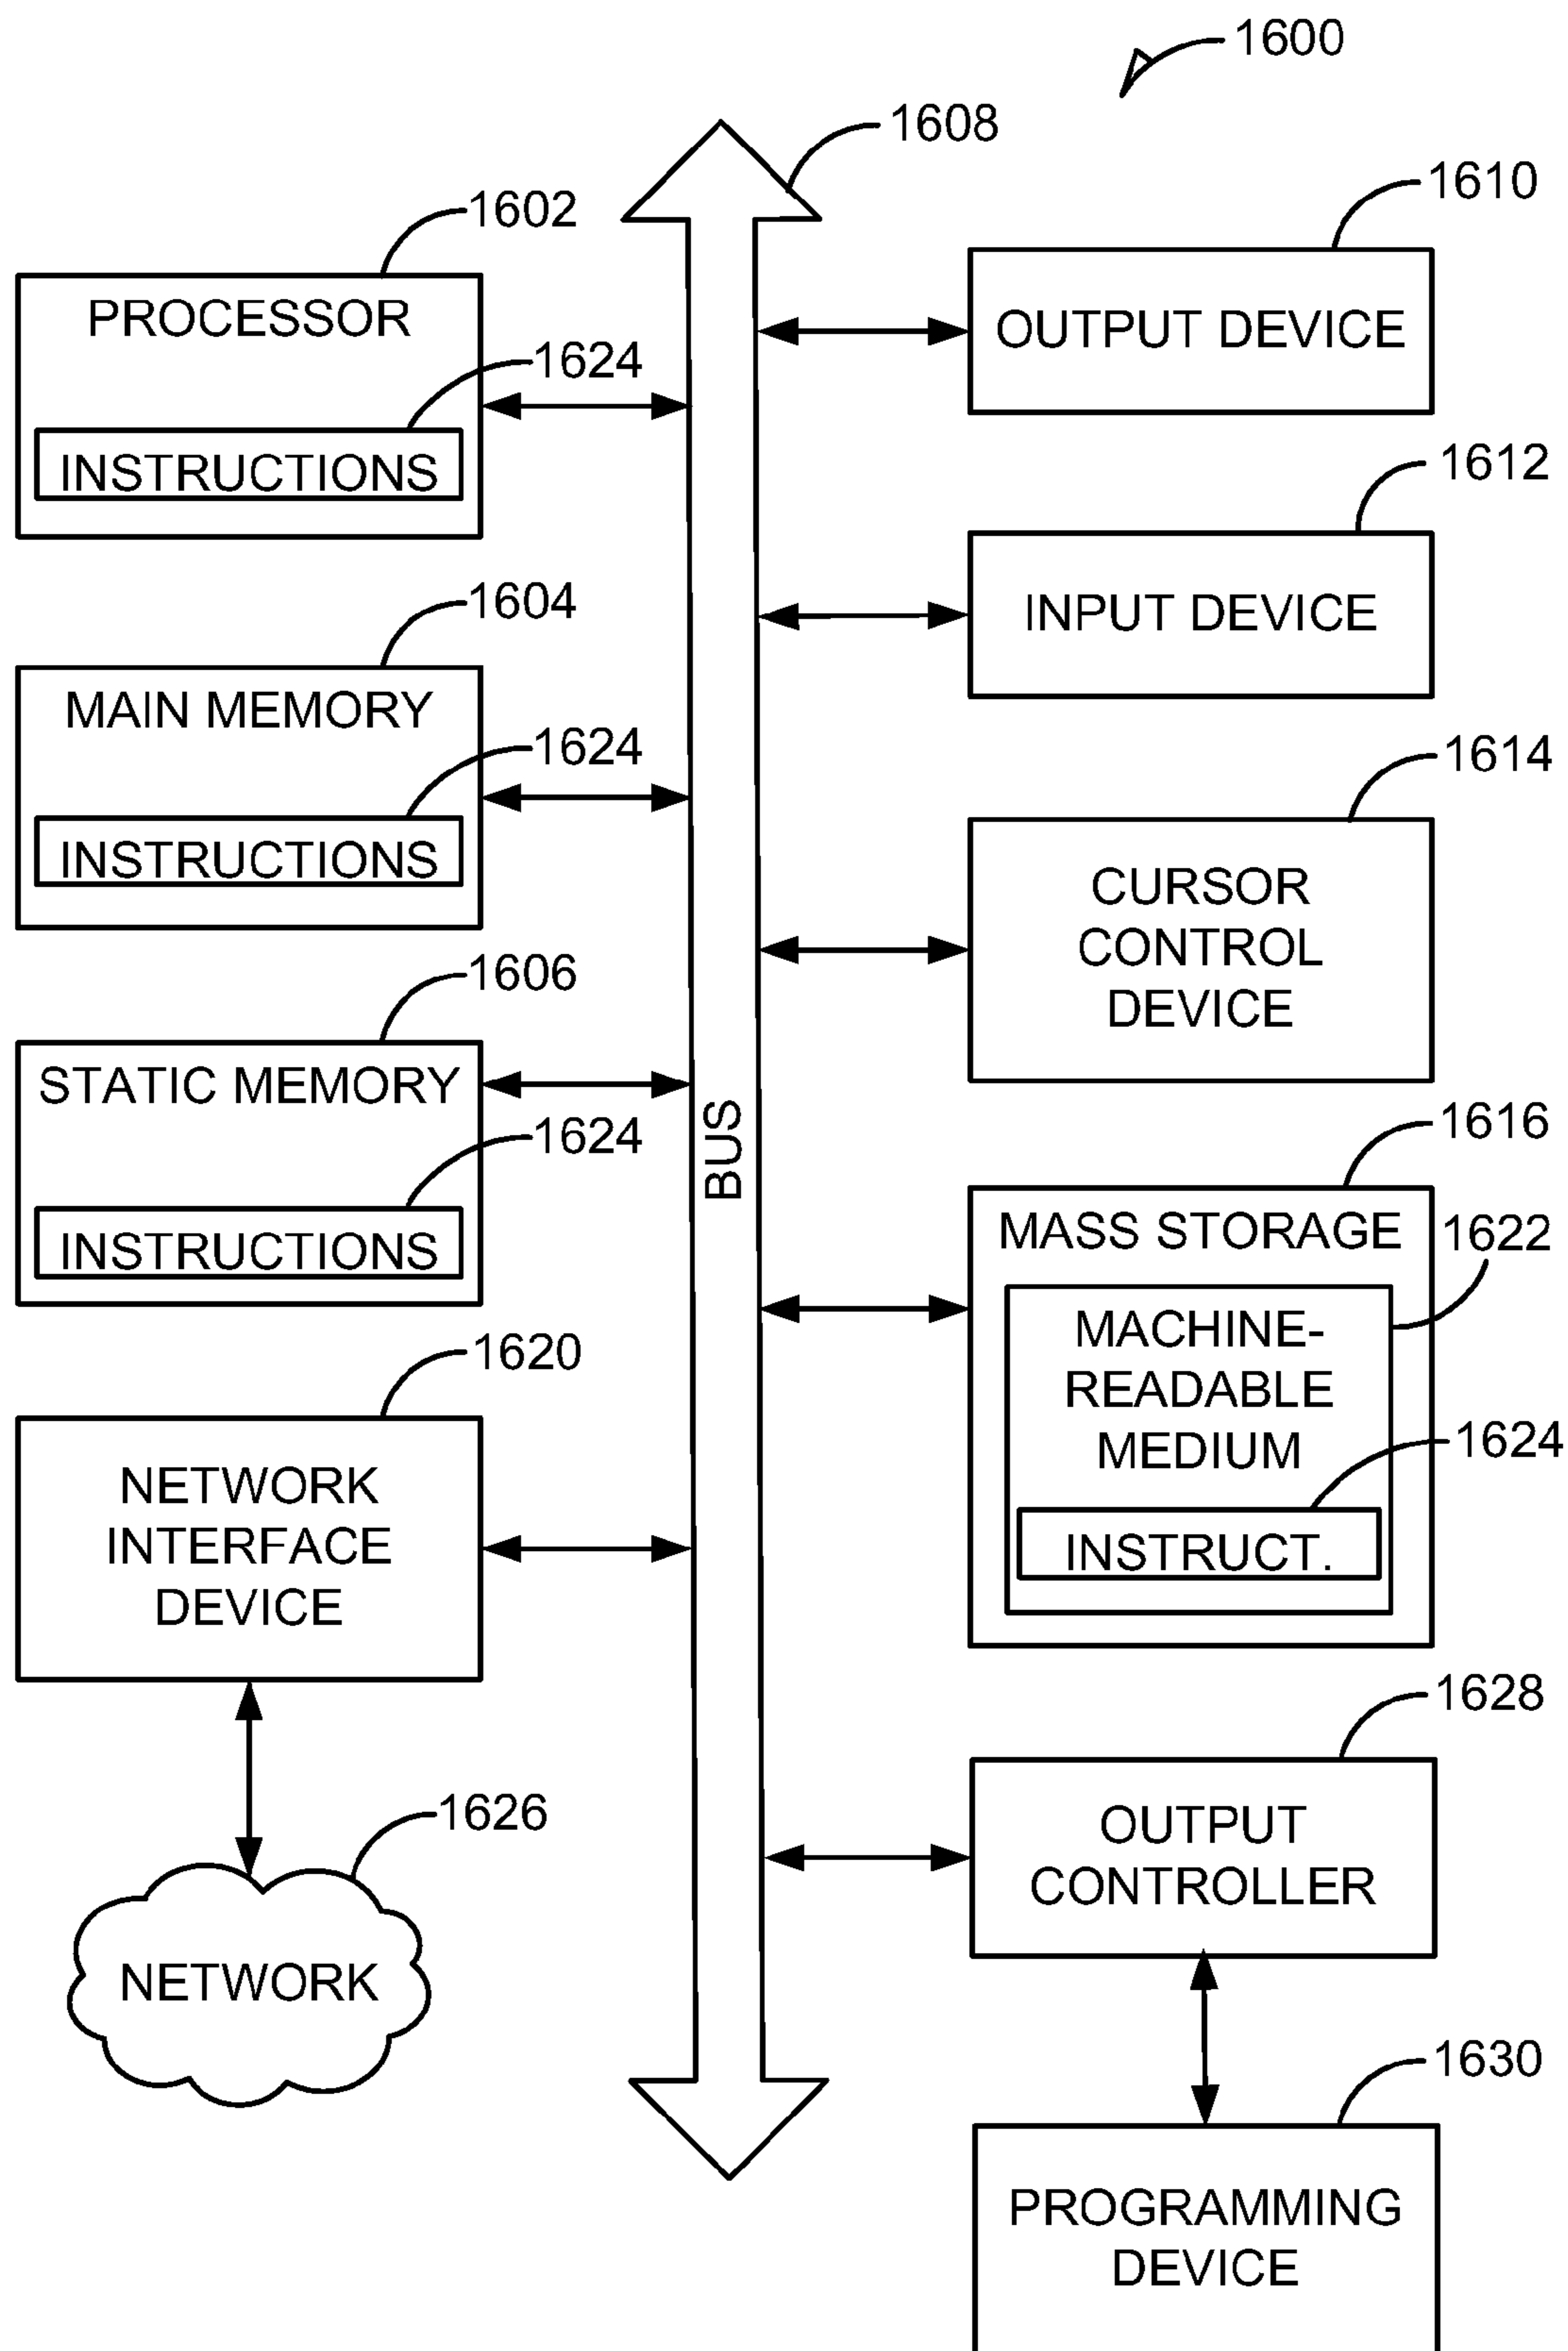 1600
1608
1602
PROCESSOR
1624
INSTRUCTIONS
1604
MAIN MEMORY
1624
INSTRUCTIONS
1606
STATIC MEMORY
1624
INSTRUCTIONS
1620
NETWORK
INTERFACE
DEVICE
1626
NETWORK
BUS
1610
OUTPUT DEVICE
1612
INPUT DEVICE
1614
CURSOR
CONTROL
DEVICE
1616
MASS STORAGE
1622
MACHINE-
READABLE
MEDIUM
1624
INSTRUCT.
1628
OUTPUT
CONTROLLER
1630
PROGRAMMING
DEVICE